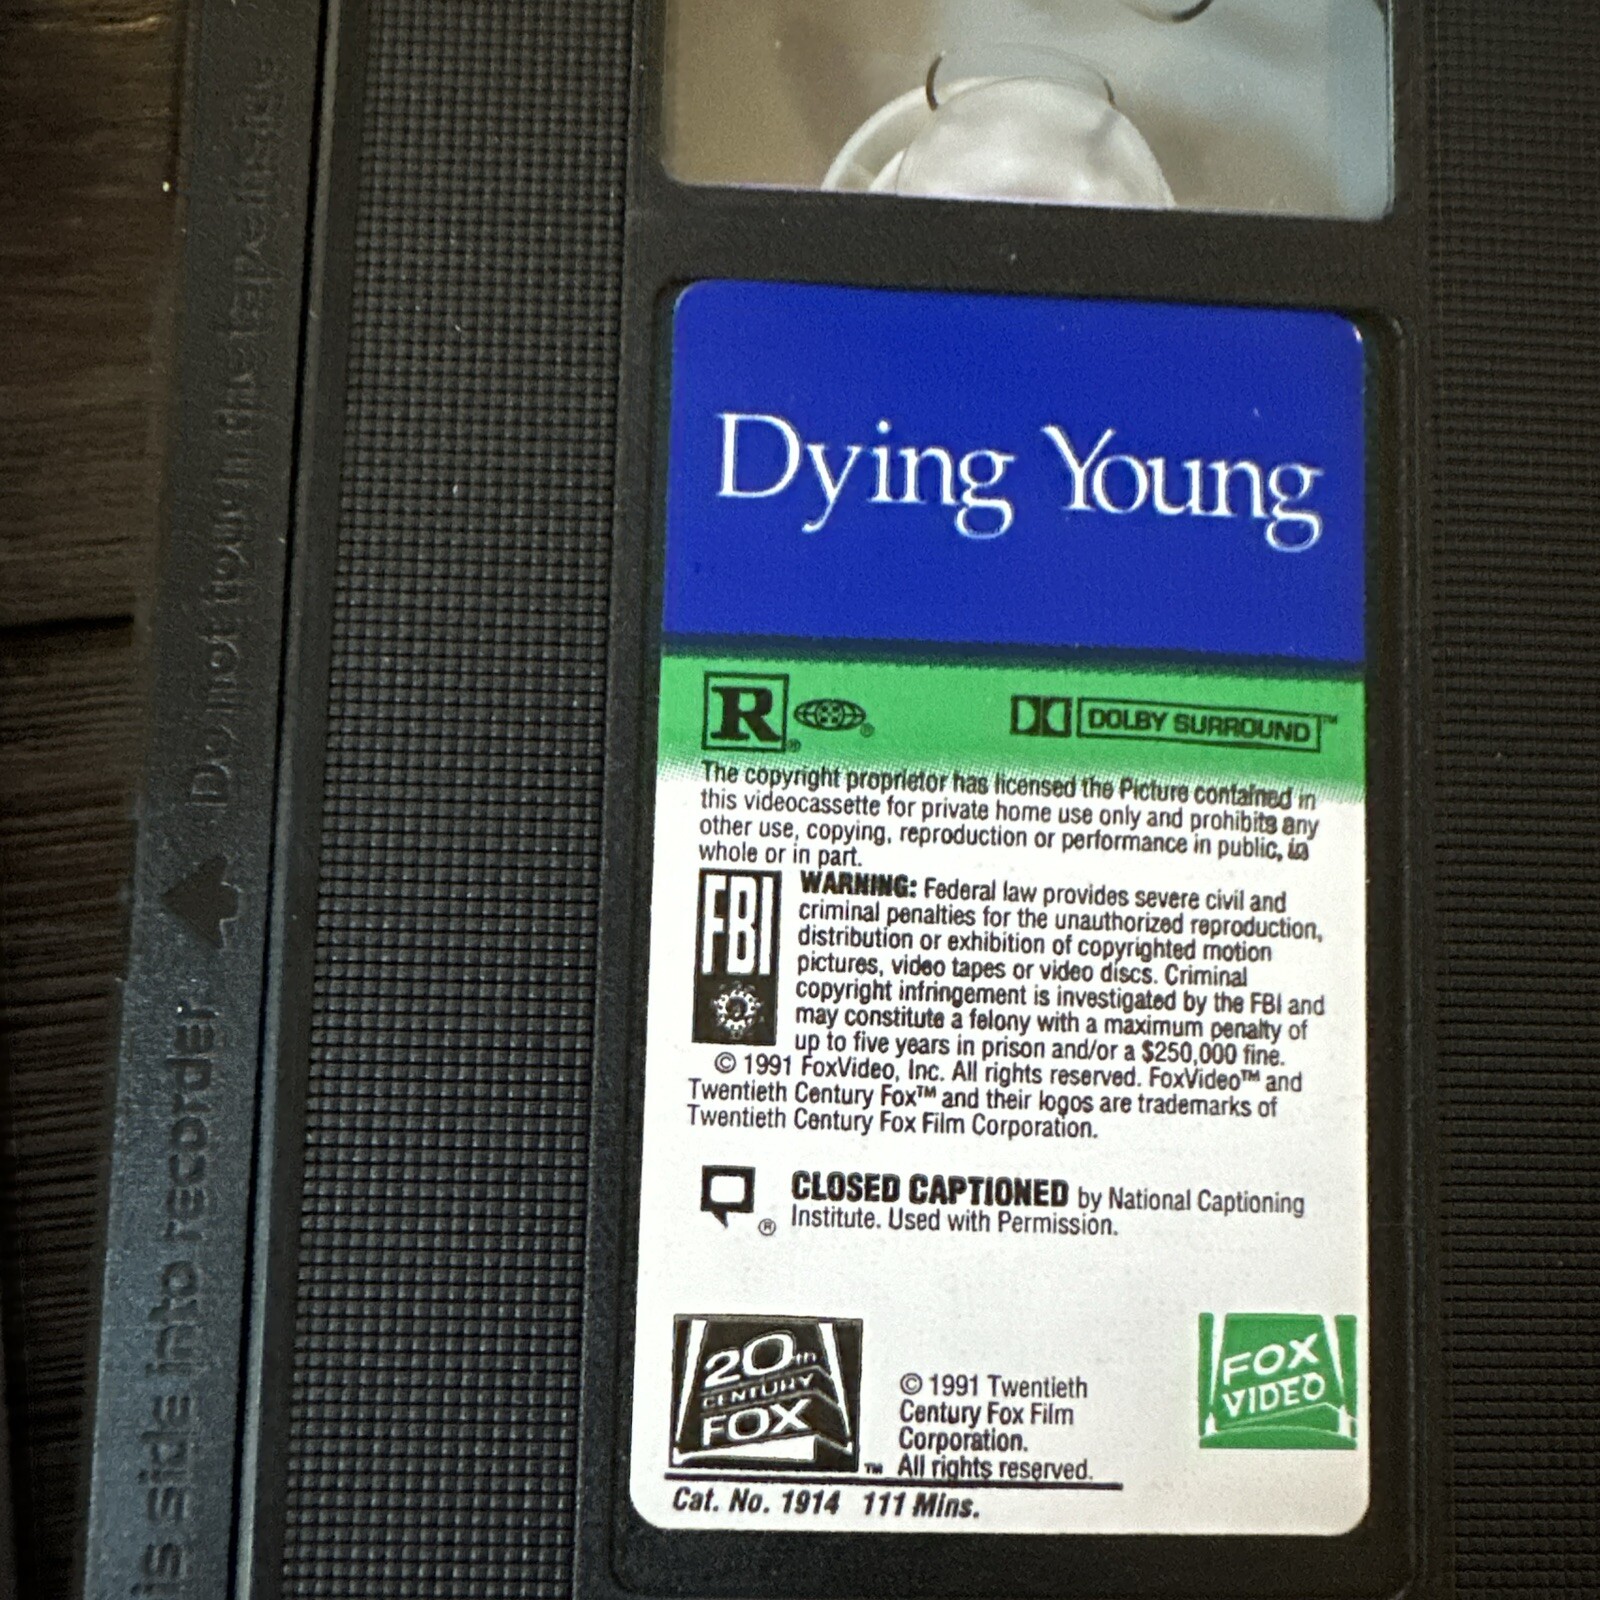 Do not touch the tape inside
this side into recorder
Dying Young
R ®
®
DOLBY SURROUND™
The copyright proprietor has licensed the Picture contained in
this videocassette for private home use only and prohibits any
other use, copying, reproduction or performance in public, in
whole or in part.
FBI
WARNING: Federal law provides severe civil and
criminal penalties for the unauthorized reproduction,
distribution or exhibition of copyrighted motion
pictures, video tapes or video discs. Criminal
copyright infringement is investigated by the FBI and
may constitute a felony with a maximum penalty of
up to five years in prison and/or a $250,000 fine.
© 1991 FoxVideo, Inc. All rights reserved. FoxVideo™ and
Twentieth Century Fox™ and their logos are trademarks of
Twentieth Century Fox Film Corporation.
® CLOSED CAPTIONED by National Captioning
Institute. Used with Permission.
20th
CENTURY
FOX
™
© 1991 Twentieth
Century Fox Film
Corporation.
All rights reserved.
FOX
VIDEO
Cat. No. 1914 111 Mins.